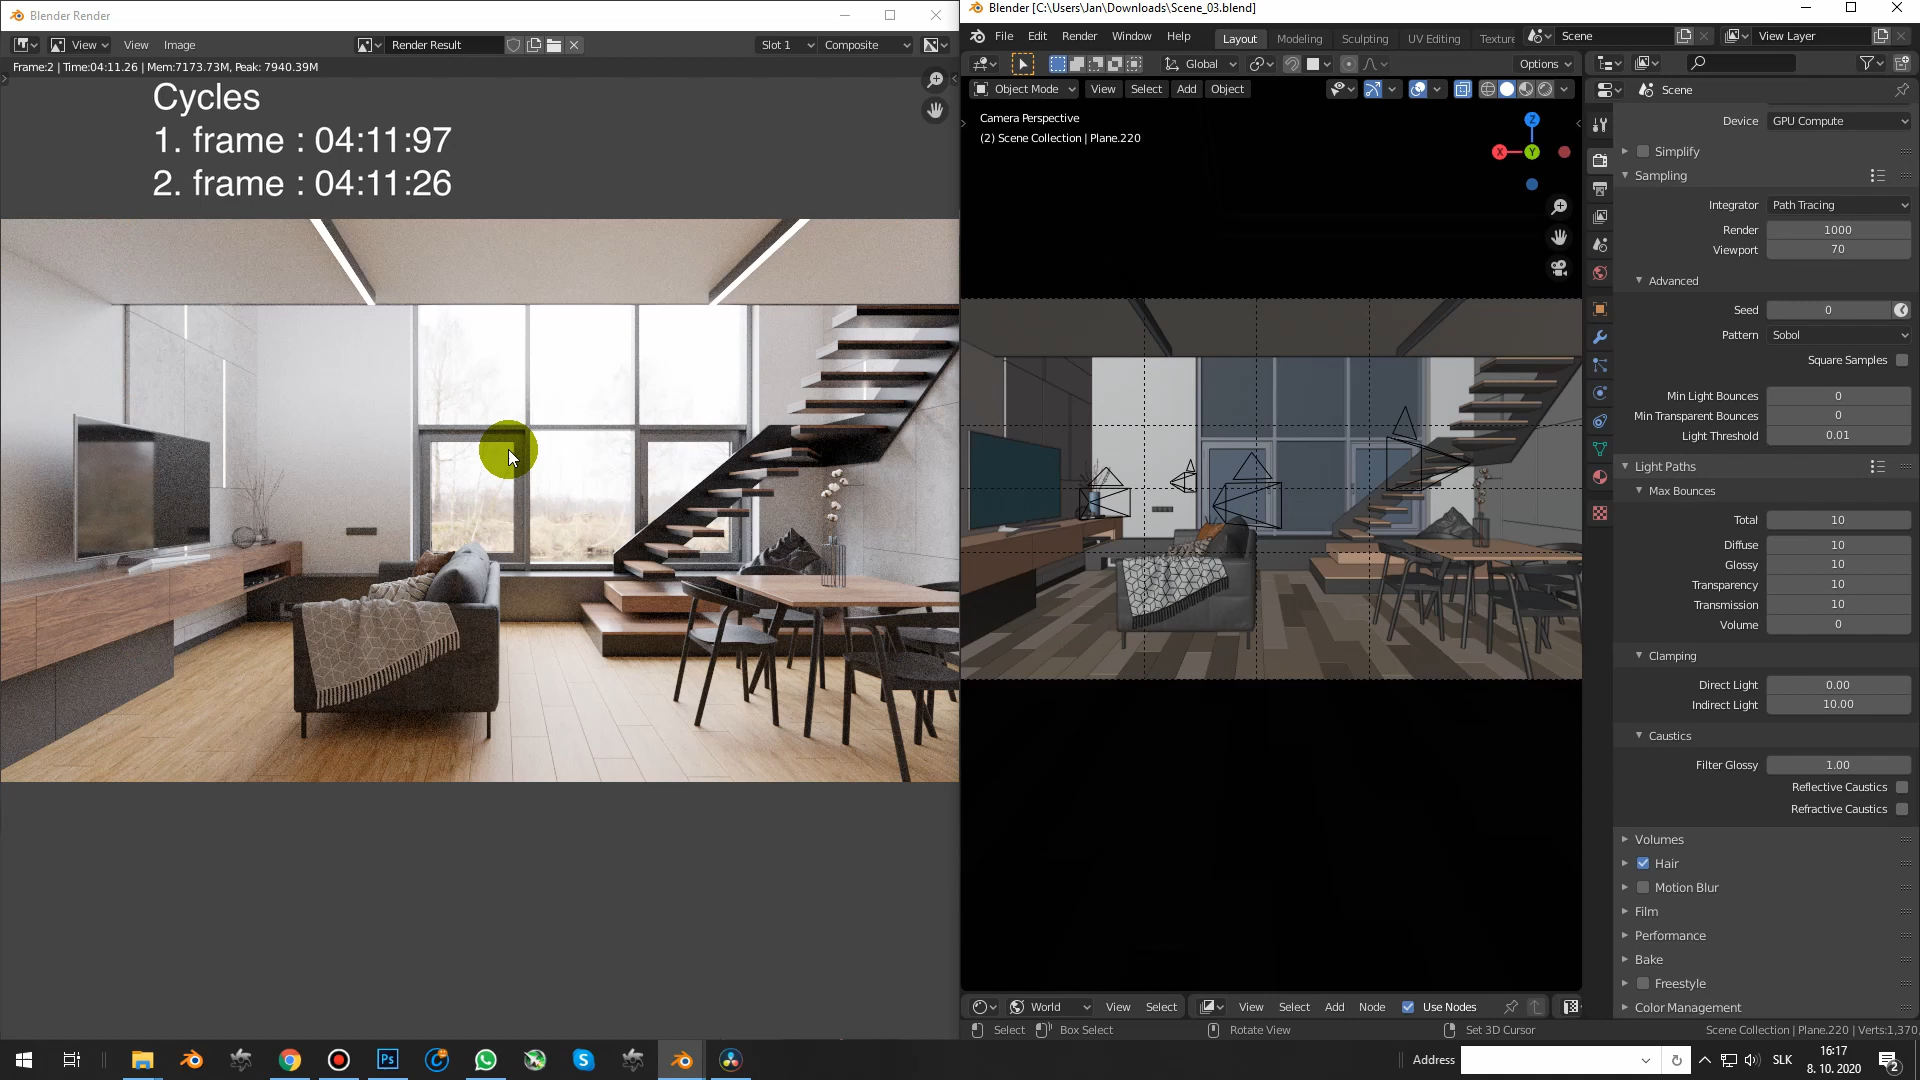 Blender Render
View
View
Image
Render Result
Slot 1
Composite
Frame:2 | Time:04:11.26 | Mem:7173.73M, Peak: 7940.39M
Cycles
1. frame : 04:11:97
2. frame : 04:11:26
Blender [C:\Users\Jan\Downloads\Scene_03.blend]
File
Edit
Render
Window
Help
Layout
Modeling
Sculpting
UV Editing
Texture
Scene
View Layer
Global
Options
Object Mode
View
Select
Add
Object
Camera Perspective
(2) Scene Collection | Plane.220
Z
X
Y
Scene
Device
GPU Compute
Simplify
Sampling
Integrator
Path Tracing
Render
1000
Viewport
70
Advanced
Seed
0
Pattern
Sobol
Square Samples
Min Light Bounces
0
Min Transparent Bounces
0
Light Threshold
0.01
Light Paths
Max Bounces
Total
10
Diffuse
10
Glossy
10
Transparency
10
Transmission
10
Volume
0
Clamping
Direct Light
0.00
Indirect Light
10.00
Caustics
Filter Glossy
1.00
Reflective Caustics
Refractive Caustics
Volumes
Hair
Motion Blur
Film
Performance
Bake
Freestyle
Color Management
World
View
Select
View
Select
Add
Node
Use Nodes
Select
Box Select
Rotate View
Set 3D Cursor
Scene Collection | Plane.220 | Verts:1,370,
Ps
Address
SLK
16:17
8. 10. 2020
2